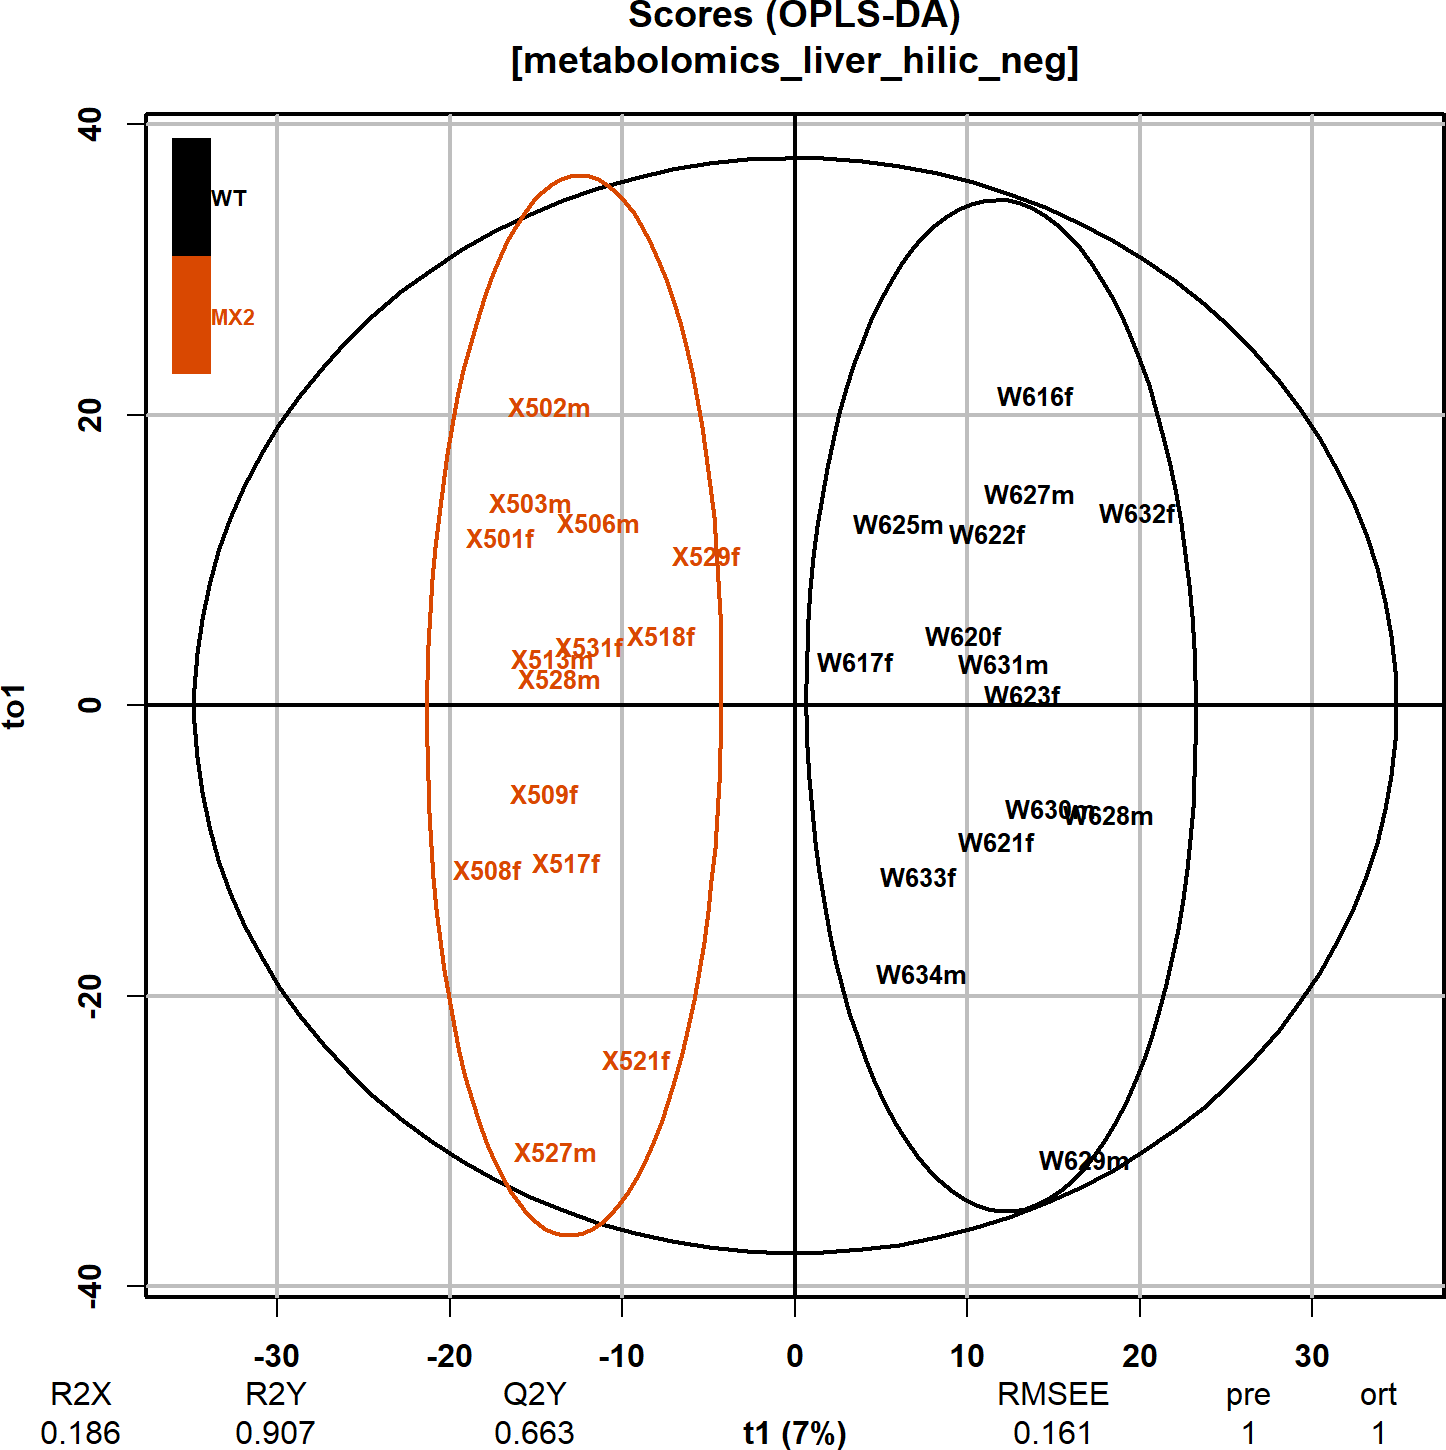 Scores (OPLS-DA)
[metabolomics_liver_hilic_neg]
40
WT
MX2
W616f
X502m
20
W627m
X503m
W632f
X506m
W625m
W622f
X501f
X529f
X518f
W620f
X531f
X513m
W617f
W631m
X528m
W623f
to1
0
X509f
W630m
W628m
W621f
X517f
X508f
W633f
W634m
-20
X521f
X527m
W629m
-40
-30 -20 -10 0 10 20 30
R2X R2Y Q2Y RMSEE pre ort
0.186 0.907 0.663 t1 (7%) 0.161 1 1